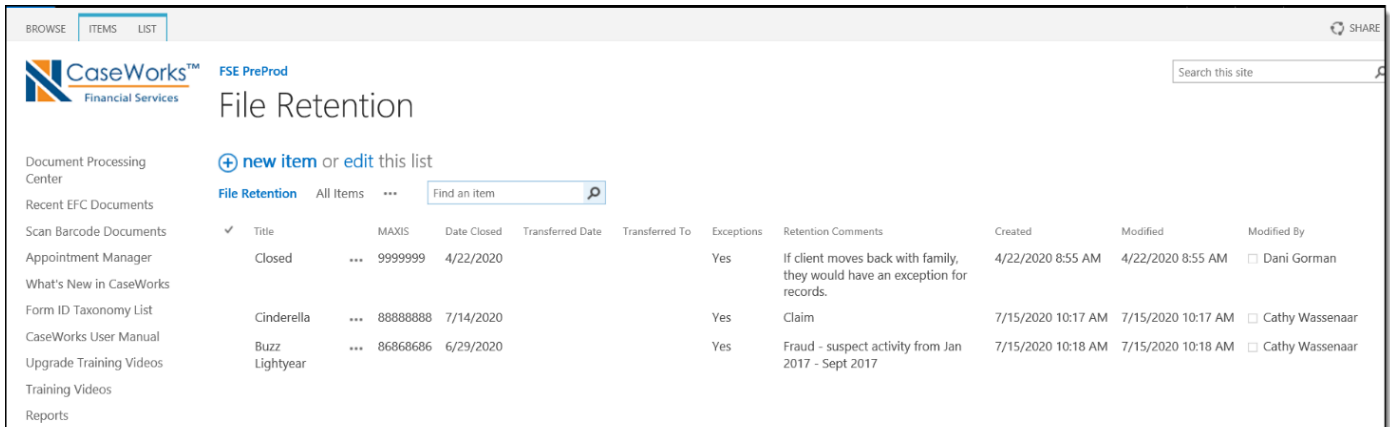 BROWSE ITEMS LIST SHARE
CaseWorks™
Financial Services
FSE PreProd
Search this site
File Retention
Document Processing
Center
Recent EFC Documents
Scan Barcode Documents
Appointment Manager
What's New in CaseWorks
Form ID Taxonomy List
CaseWorks User Manual
Upgrade Training Videos
Training Videos
Reports
new item or edit this list
File Retention All Items ••• Find an item
Title MAXIS Date Closed Transferred Date Transferred To Exceptions Retention Comments Created Modified Modified By
Closed ••• 9999999 4/22/2020 Yes If client moves back with family, 4/22/2020 8:55 AM 4/22/2020 8:55 AM Dani Gorman
they would have an exception for
records.
Cinderella ••• 88888888 7/14/2020 Yes Claim 7/15/2020 10:17 AM 7/15/2020 10:17 AM Cathy Wassenaar
Buzz ••• 86868686 6/29/2020 Yes Fraud - suspect activity from Jan 7/15/2020 10:18 AM 7/15/2020 10:18 AM Cathy Wassenaar
Lightyear 2017 - Sept 2017